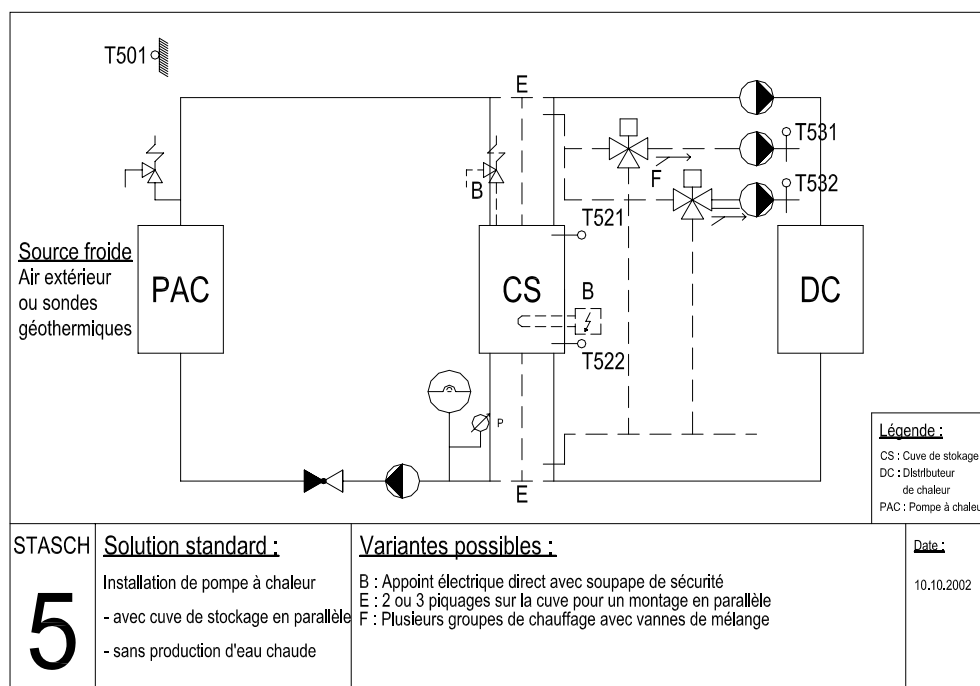 T501
E
T531
F
T532
B
T521
Source froide
Air extérieur
ou sondes
géothermiques
PAC
CS
B
DC
T522
P
E
Légende :
CS : Cuve de stokage
DC : Distributeur
de chaleur
PAC : Pompe à chaleu
STASCH
5
Solution standard :
Installation de pompe à chaleur
- avec cuve de stockage en parallèle
- sans production d'eau chaude
Variantes possibles :
B : Appoint électrique direct avec soupape de sécurité
E : 2 ou 3 piquages sur la cuve pour un montage en parallèle
F : Plusieurs groupes de chauffage avec vannes de mélange
Date :
10.10.2002